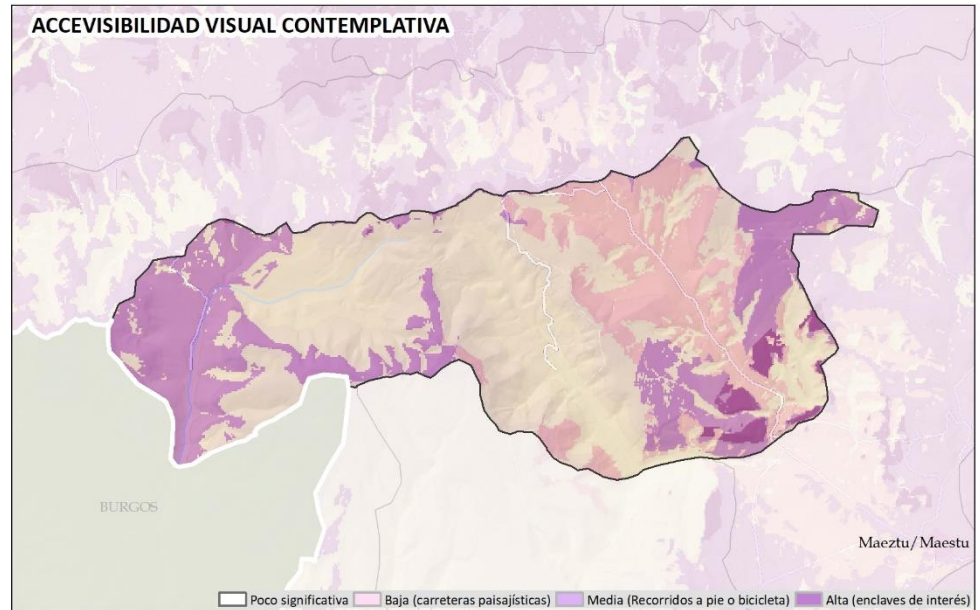 ACCEVISIBILIDAD VISUAL CONTEMPLATIVA
BURGOS
Maeztu/Maestu
Poco significativa
Baja (carreteras paisajísticas)
Media (Recorridos a pie o bicicleta)
Alta (enclaves de interés)